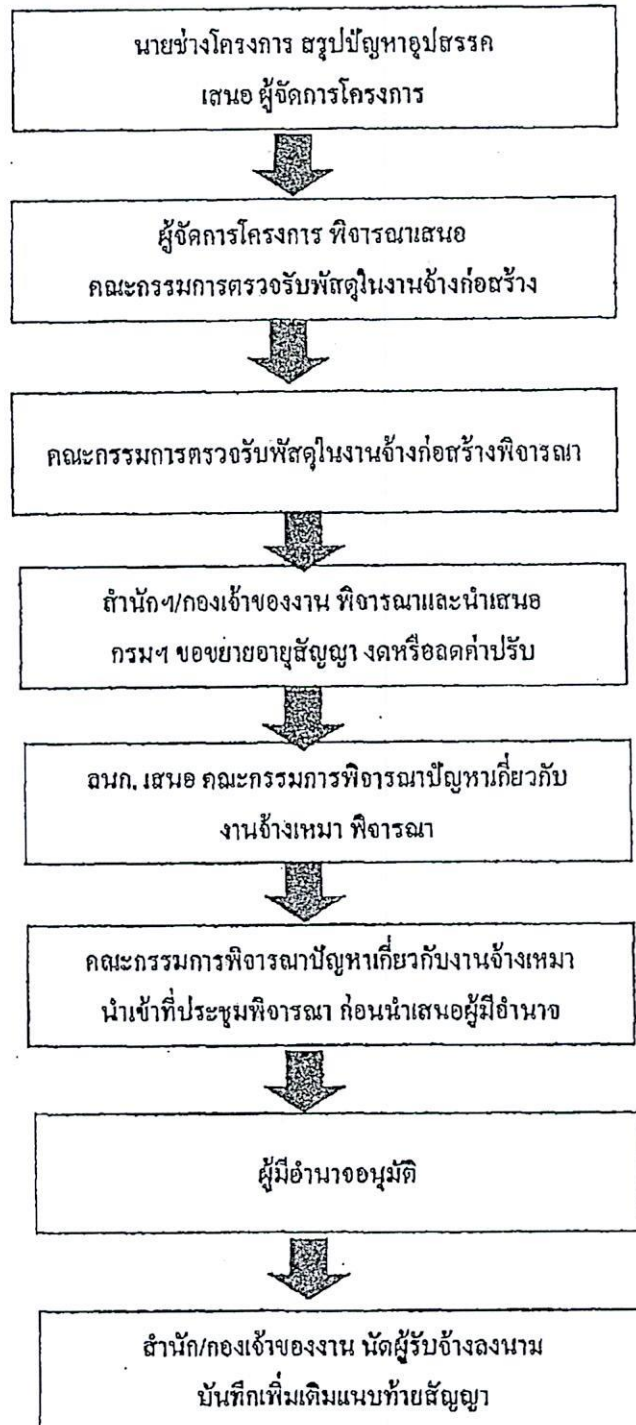 นายช่างโครงการ สรุปปัญหาอุปสรรค
เสนอ ผู้จัดการโครงการ
ผู้จัดการโครงการ พิจารณาเสนอ
คณะกรรมการตรวจรับพัสดุในงานจ้างก่อสร้าง
คณะกรรมการตรวจรับพัสดุในงานจ้างก่อสร้างพิจารณา
สำนักฯ/กองเจ้าของงาน พิจารณาและนำเสนอ
กรมฯ ขอขยายอายุสัญญา งดหรือลดค่าปรับ
ลนก. เสนอ คณะกรรมการพิจารณาปัญหาเกี่ยวกับ
งานจ้างเหมา พิจารณา
คณะกรรมการพิจารณาปัญหาเกี่ยวกับงานจ้างเหมา
นำเข้าที่ประชุมพิจารณา ก่อนนำเสนอผู้มีอำนาจ
ผู้มีอำนาจอนุมัติ
สำนัก/กองเจ้าของงาน นัดผู้รับจ้างลงนาม
บันทึกเพิ่มเติมแนบท้ายสัญญา